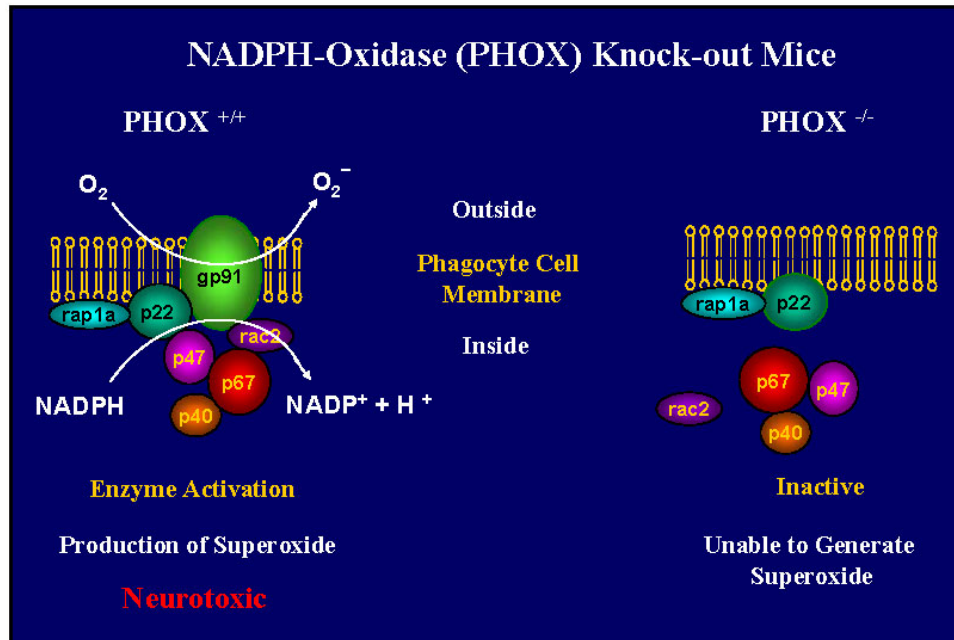 NADPH-Oxidase (PHOX) Knock-out Mice
PHOX +/+
PHOX -/-
O₂
O₂⁻
Outside
Phagocyte Cell
Membrane
Inside
gp91
rap1a
p22
rac2
p47
p67
p40
NADPH
NADP⁺ + H⁺
rap1a
p22
p67
p47
rac2
p40
Enzyme Activation
Inactive
Production of Superoxide
Unable to Generate
Superoxide
Neurotoxic